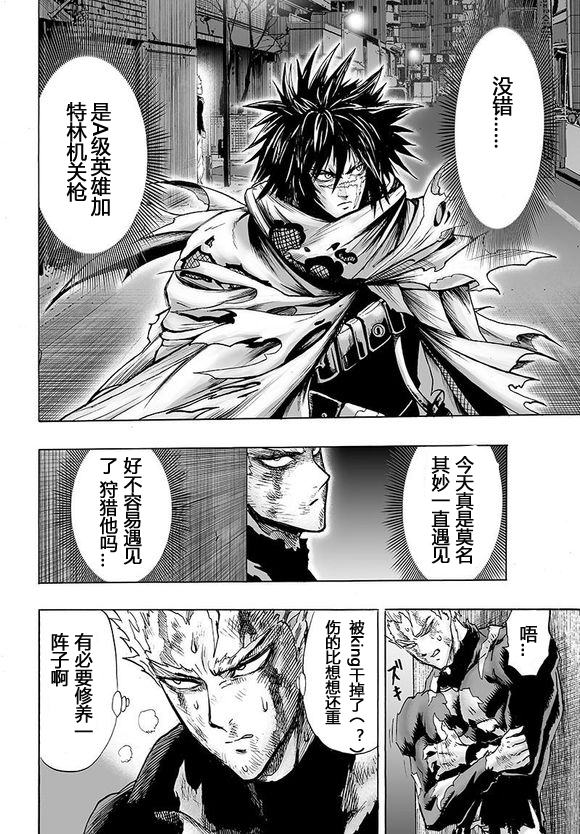 没错……
是A级英雄加
特林机关枪
今天真是莫名
其妙一直遇见
好不容易遇见
了 狩猎他吗…
唔…
ズキ
被king干掉了（？）
伤的比想想还重
有必要修养一
阵子啊